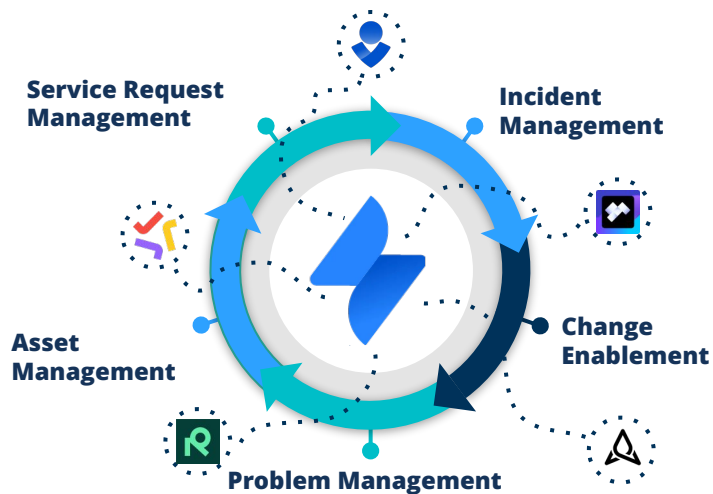 Service Request
Management
Incident
Management
Change
Enablement
Problem Management
Asset
Management